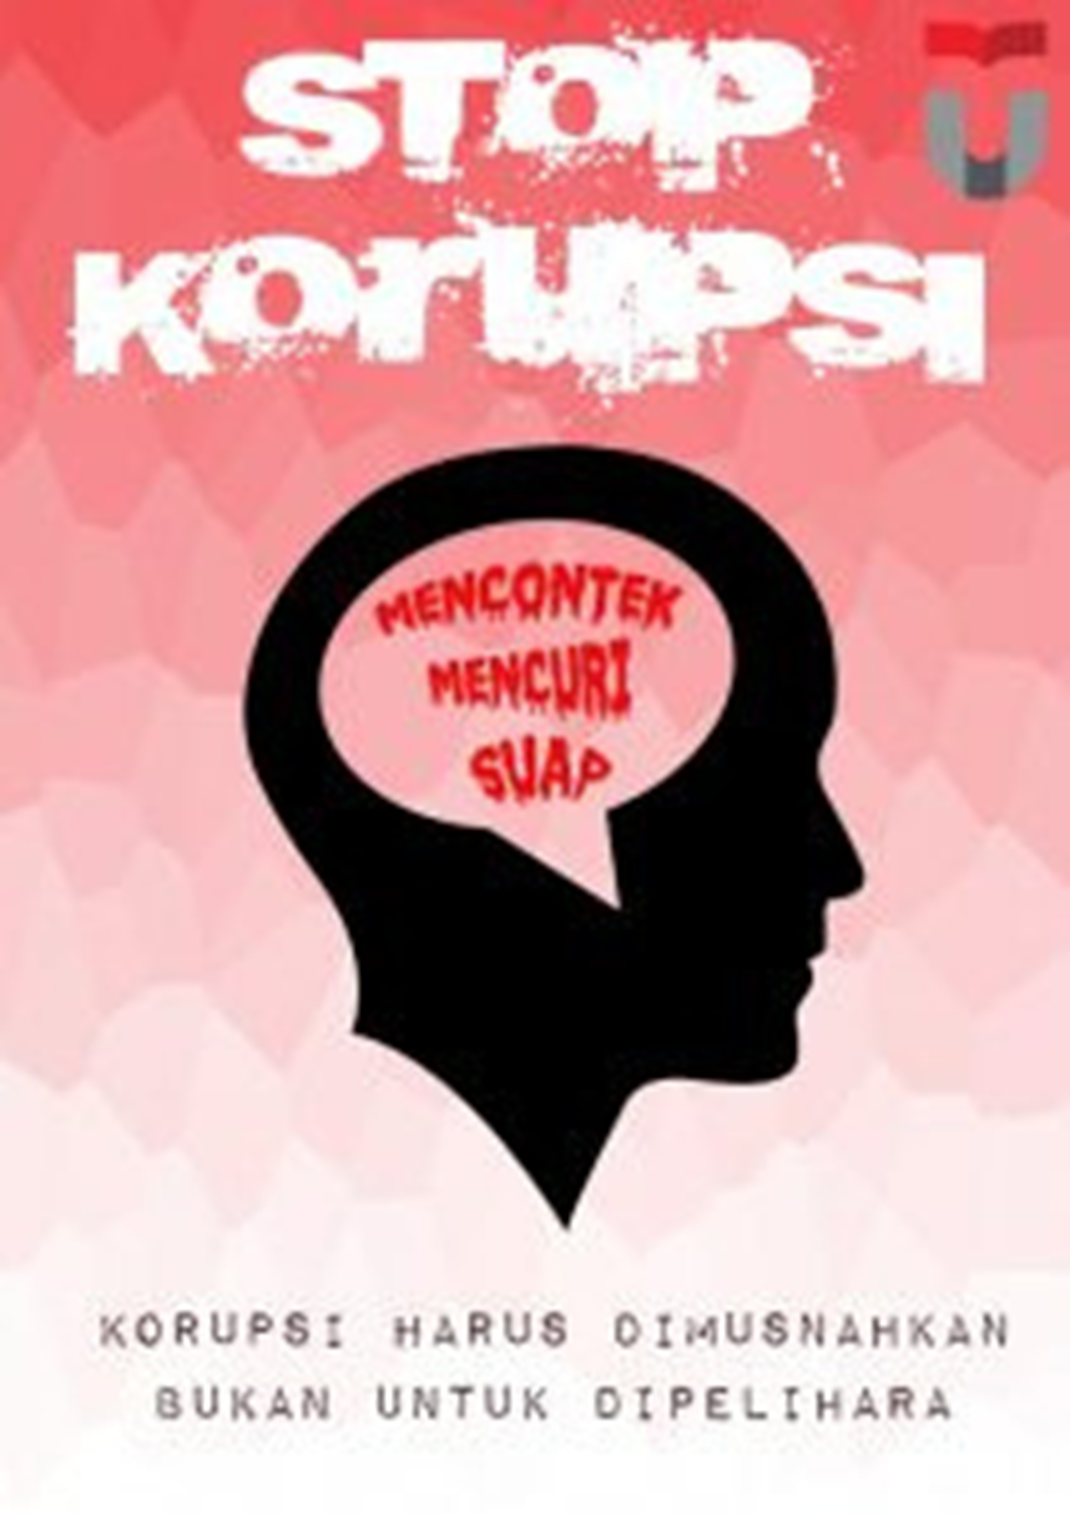 STOP
KORUPSI
MENCONTEK
MENCURI
SUAP
KORUPSI HARUS DIMUSNAHKAN
BUKAN UNTUK DIPELIHARA